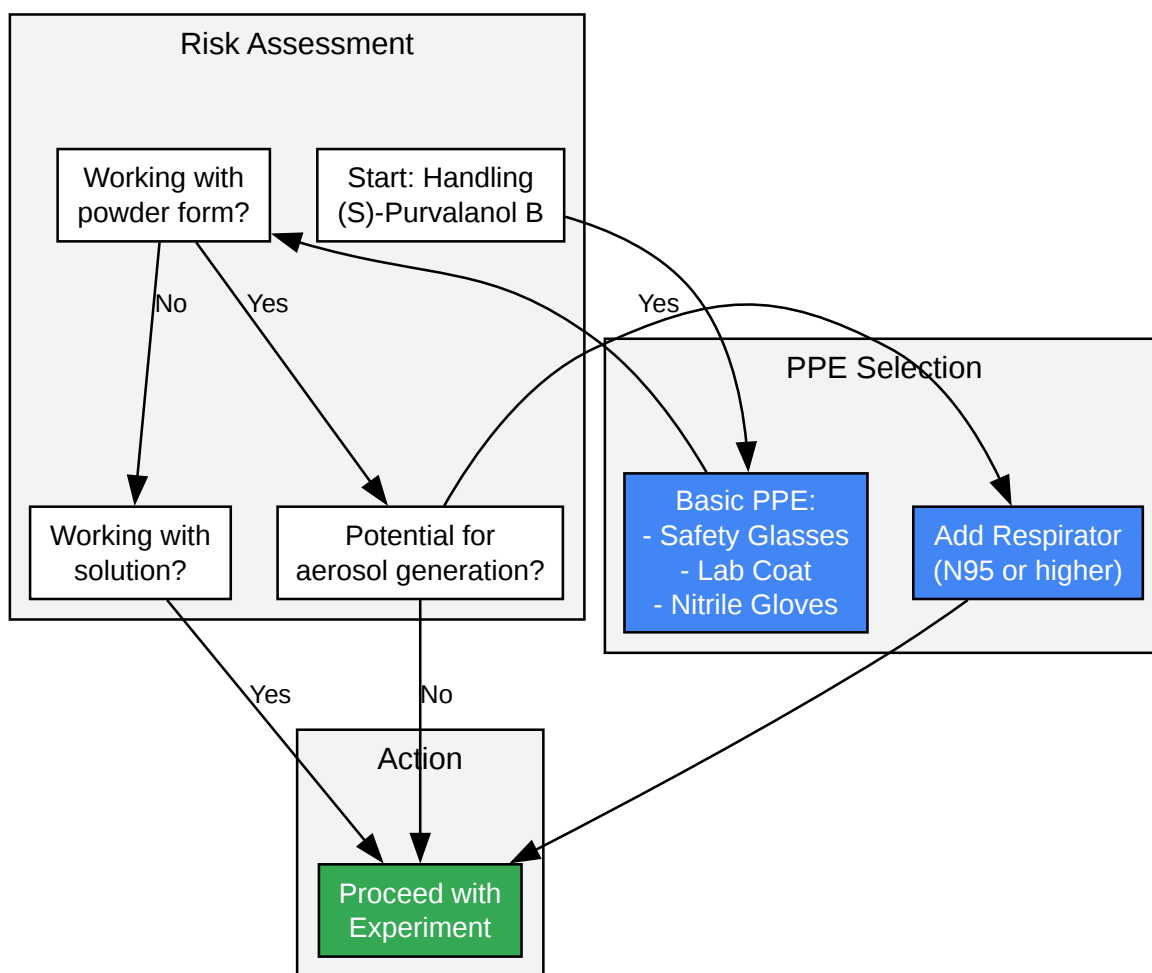 Risk Assessment
Working with
powder form?
Start: Handling
(S)-Purvalanol B
No
Yes
Yes
PPE Selection
Working with
solution?
Potential for
aerosol generation?
Basic PPE:
- Safety Glasses
- Lab Coat
- Nitrile Gloves
Add Respirator
(N95 or higher)
Yes
No
Action
Proceed with
Experiment